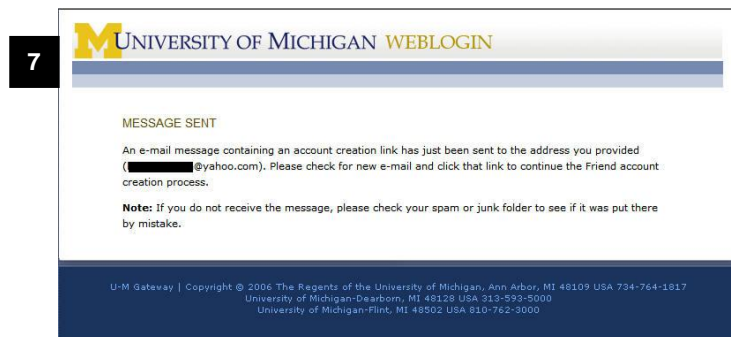 7
UNIVERSITY OF MICHIGAN WEBLOGIN
MESSAGE SENT
An e-mail message containing an account creation link has just been sent to the address you provided
( @yahoo.com). Please check for new e-mail and click that link to continue the Friend account
creation process.
Note: If you do not receive the message, please check your spam or junk folder to see if it was put there
by mistake.
U-M Gateway | Copyright © 2006 The Regents of the University of Michigan, Ann Arbor, MI 48109 USA 734-764-1817
University of Michigan-Dearborn, MI 48128 USA 313-593-5000
University of Michigan-Flint, MI 48502 USA 810-762-3000